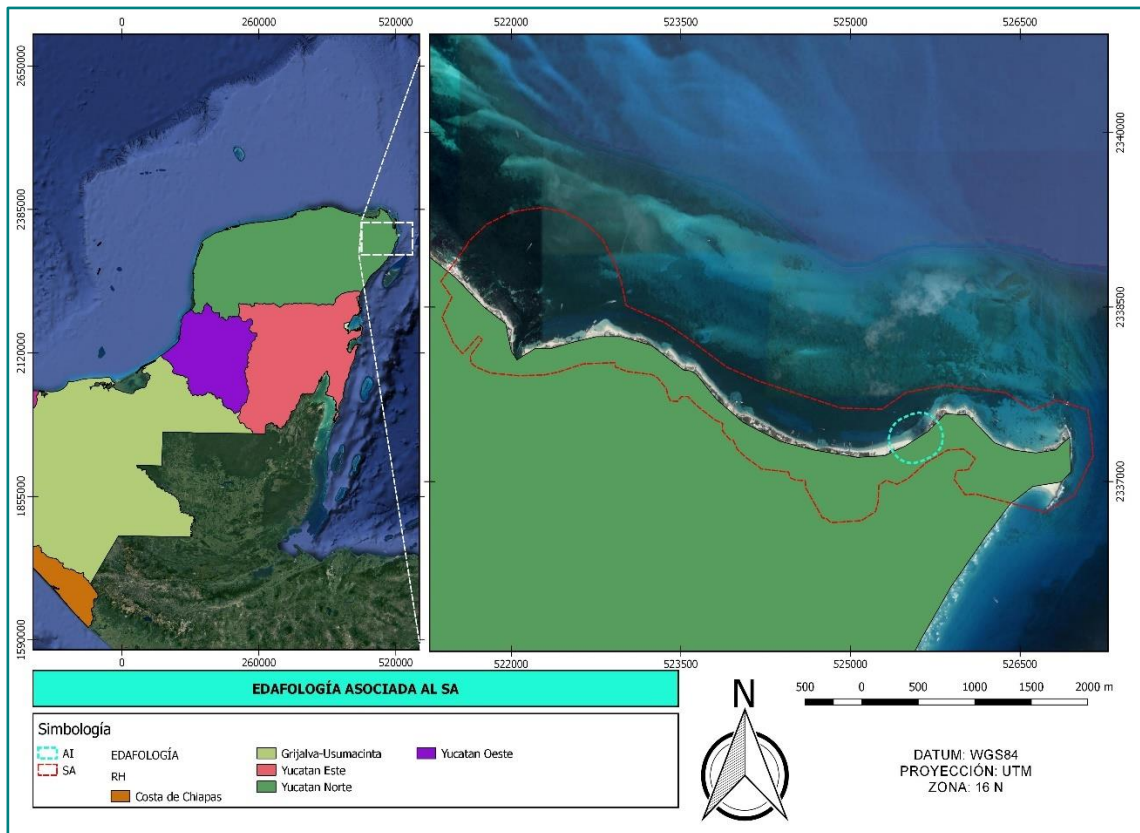 0 260000 520000
522000 523500 525000 526500
2650000
2385000
2120000
1855000
1590000
2340000
2338500
2337000
0 260000 520000
522000 523500 525000 526500
EDAFOLOGÍA ASOCIADA AL SA
Simbología
AI
SA
EDAFOLOGÍA
RH
Costa de Chiapas
Grijalva-Usumacinta
Yucatan Este
Yucatan Norte
Yucatan Oeste
N
500 0 500 1000 1500 2000 m
DATUM: WGS84
PROYECCIÓN: UTM
ZONA: 16 N